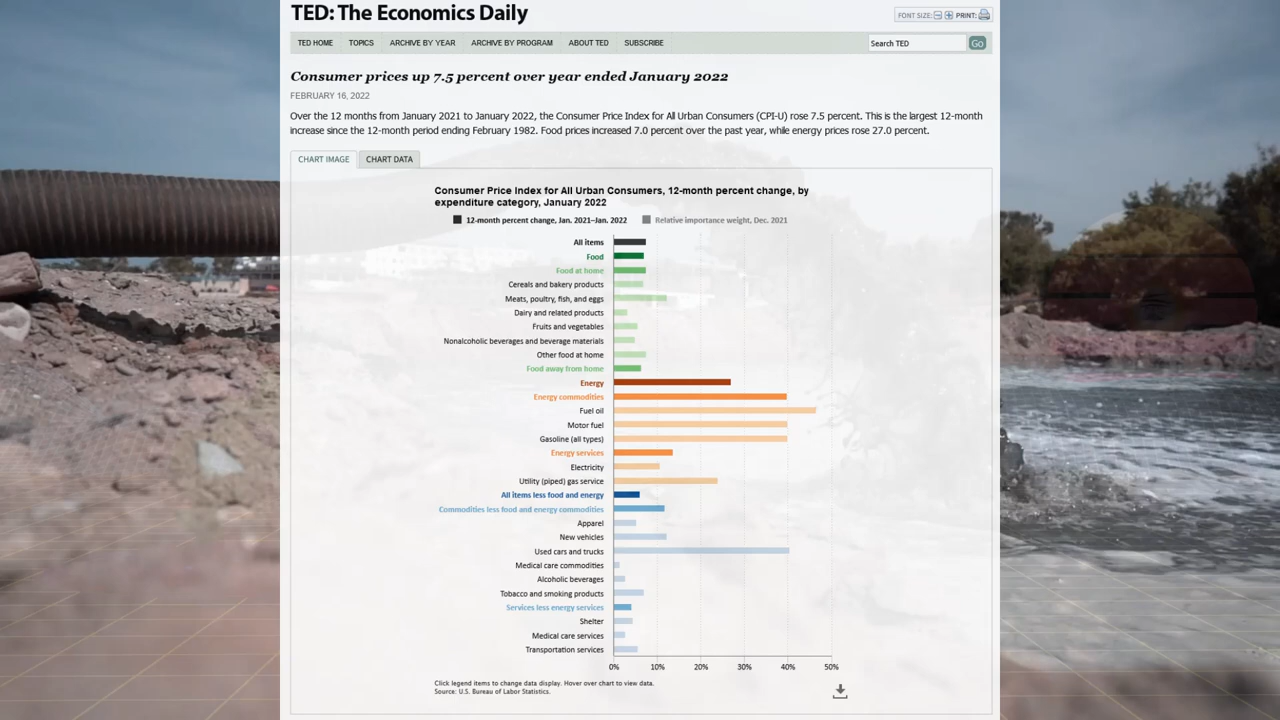 TED: The Economics Daily
FONT SIZE: PRINT:
TED HOME TOPICS ARCHIVE BY YEAR ARCHIVE BY PROGRAM ABOUT TED SUBSCRIBE Search TED Go
Consumer prices up 7.5 percent over year ended January 2022
FEBRUARY 16, 2022
Over the 12 months from January 2021 to January 2022, the Consumer Price Index for All Urban Consumers (CPI-U) rose 7.5 percent. This is the largest 12-month
increase since the 12-month period ending February 1982. Food prices increased 7.0 percent over the past year, while energy prices rose 27.0 percent.
CHART IMAGE CHART DATA
Consumer Price Index for All Urban Consumers, 12-month percent change, by
expenditure category, January 2022
12-month percent change, Jan. 2021–Jan. 2022 Relative importance weight, Dec. 2021
All items
Food
Food at home
Cereals and bakery products
Meats, poultry, fish, and eggs
Dairy and related products
Fruits and vegetables
Nonalcoholic beverages and beverage materials
Other food at home
Food away from home
Energy
Energy commodities
Fuel oil
Motor fuel
Gasoline (all types)
Energy services
Electricity
Utility (piped) gas service
All items less food and energy
Commodities less food and energy commodities
Apparel
New vehicles
Used cars and trucks
Medical care commodities
Alcoholic beverages
Tobacco and smoking products
Services less energy services
Shelter
Medical care services
Transportation services
0% 10% 20% 30% 40% 50%
Click legend items to change data display. Hover over chart to view data.
Source: U.S. Bureau of Labor Statistics.